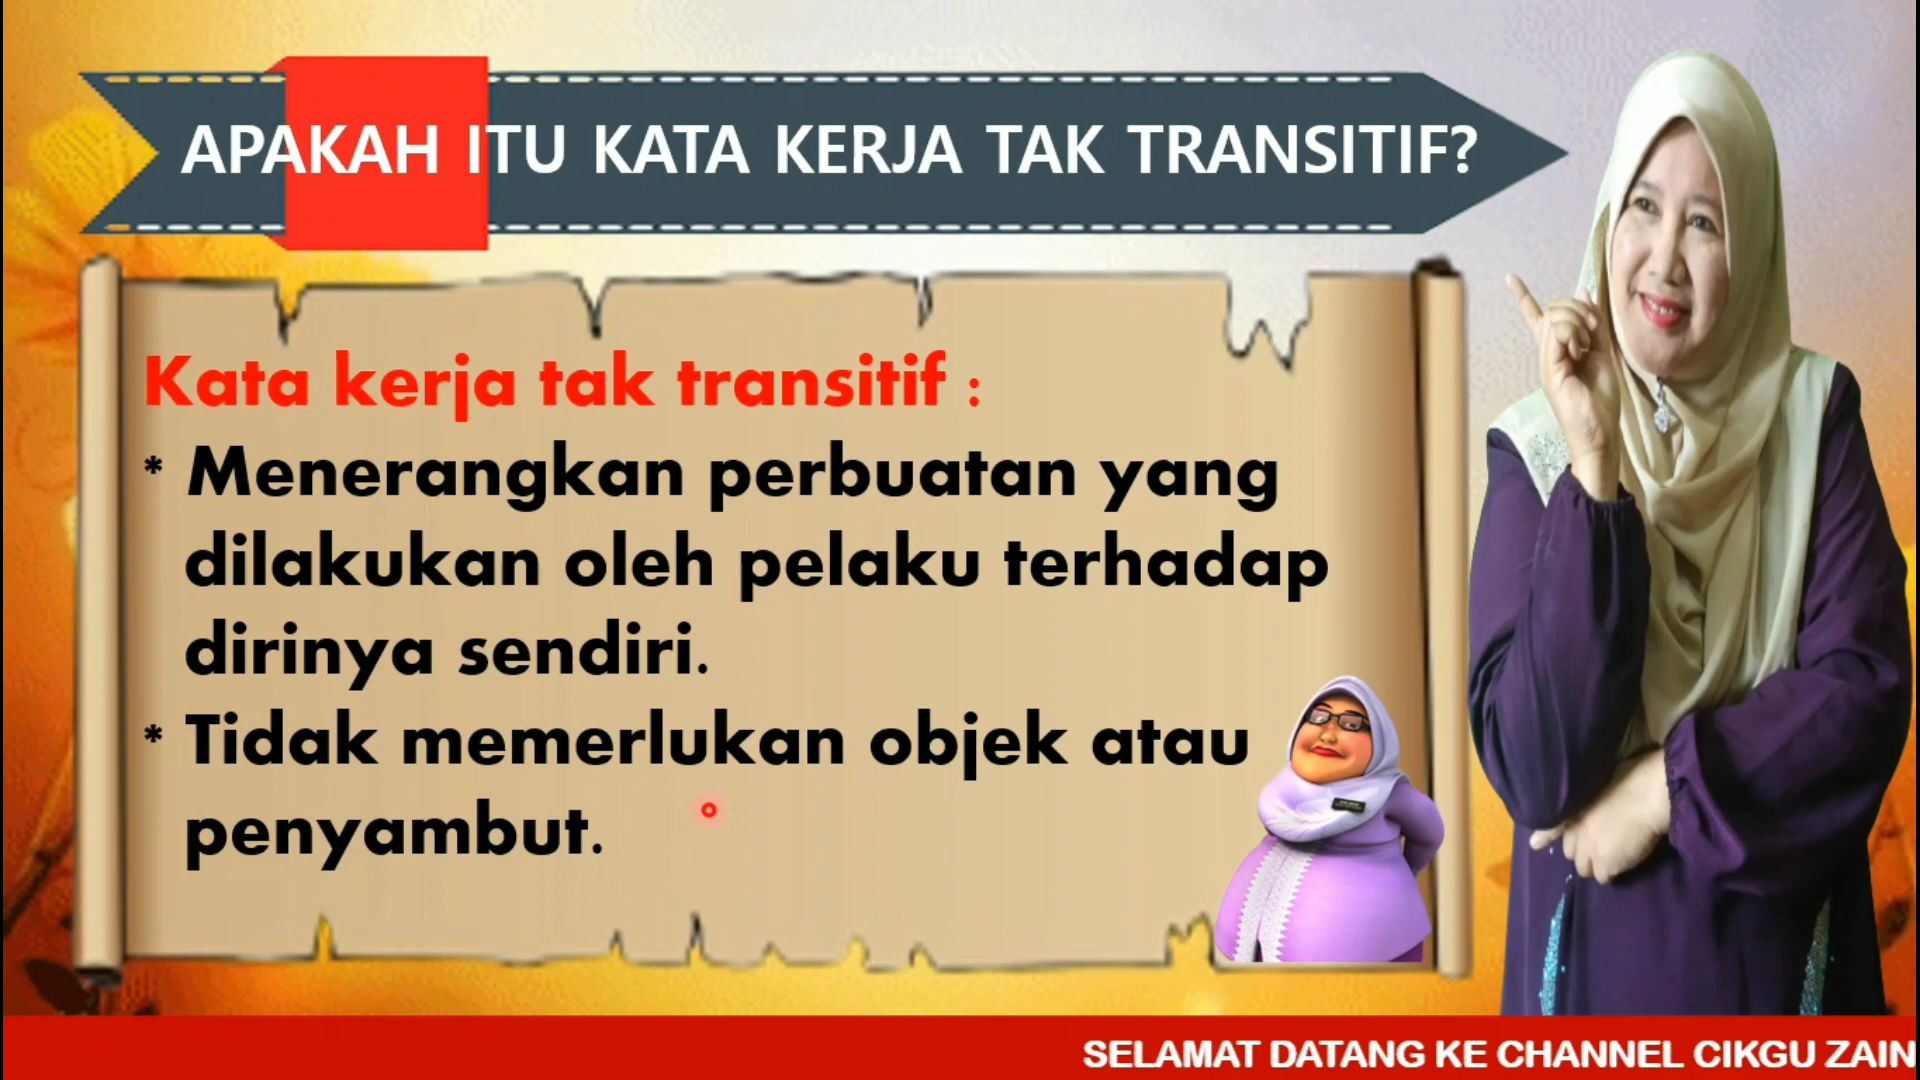 APAKAH ITU KATA KERJA TAK TRANSITIF?
Kata kerja tak transitif :
* Menerangkan perbuatan yang
dilakukan oleh pelaku terhadap
dirinya sendiri.
* Tidak memerlukan objek atau
penyambut.
SELAMAT DATANG KE CHANNEL CIKGU ZAIN